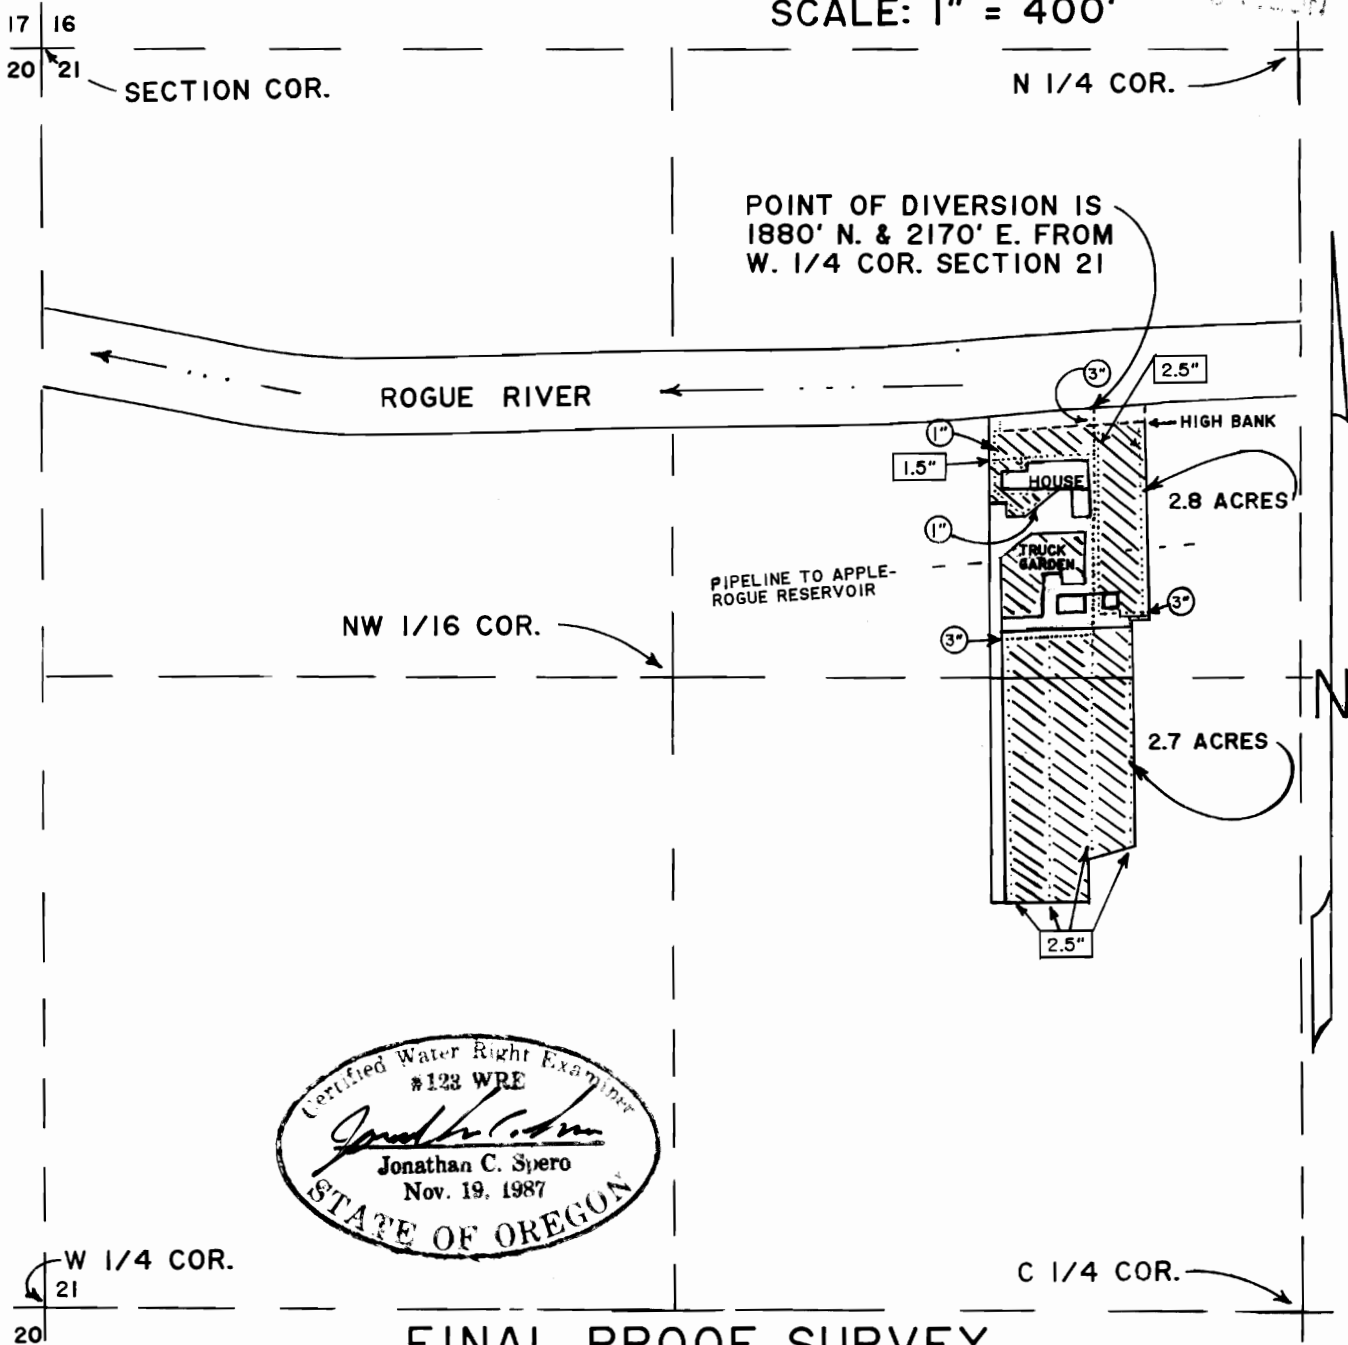 SCALE: 1" = 400'
17 16
20 21
SECTION COR.
N 1/4 COR.
POINT OF DIVERSION IS
1880' N. & 2170' E. FROM
W. 1/4 COR. SECTION 21
ROGUE RIVER
3"
2.5"
HIGH BANK
1"
1.5"
HOUSE
2.8 ACRES
1"
TRUCK
GARDEN
PIPELINE TO APPLE-
ROGUE RESERVOIR
3"
NW 1/16 COR.
3"
N
2.7 ACRES
2.5"
Certified Water Right Examiner
#123 WRE
Jonathan C. Spero
Nov. 19, 1987
STATE OF OREGON
W 1/4 COR.
21
20
C 1/4 COR.
FINAL PROOF SURVEY